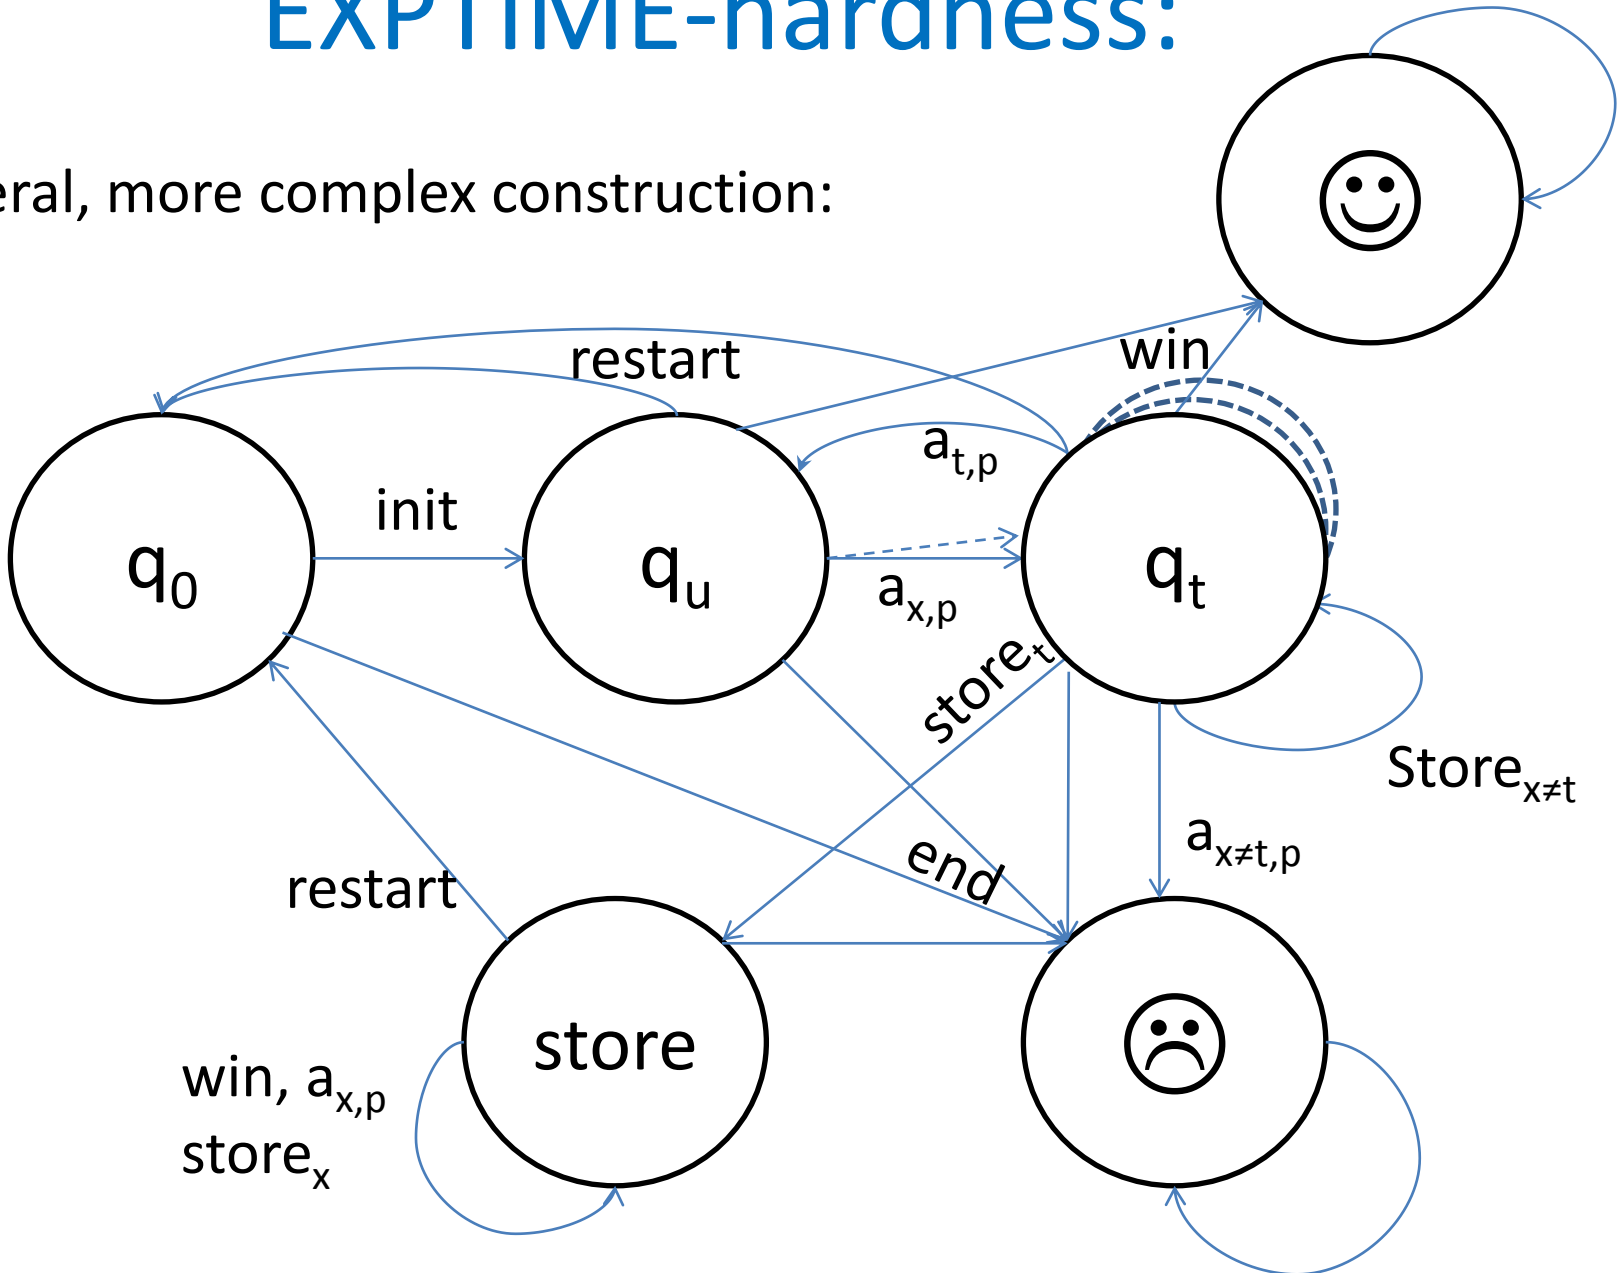 EXPTIME-hardness:
eral, more complex construction:
restart
win
a_{t,p}
init
q_0
q_u
a_{x,p}
q_t
store_t
Store_{x≠t}
a_{x≠t,p}
end
restart
store
win, a_{x,p}
store_x